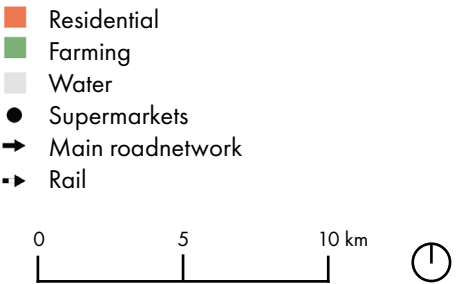 Residential
Farming
Water
Supermarkets
Main roadnetwork
Rail
0 5 10 km